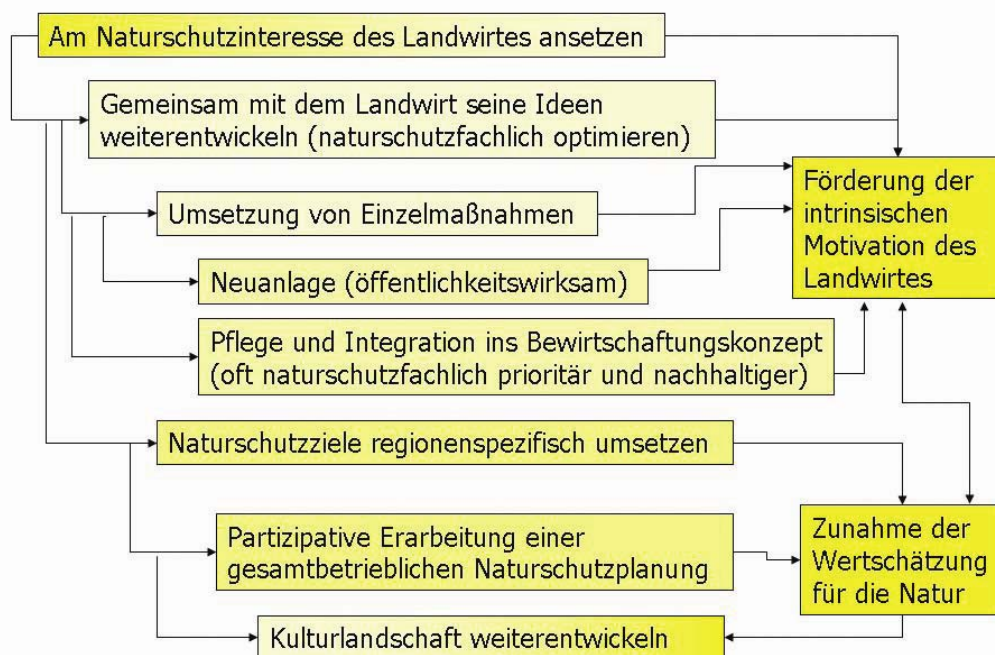 Am Naturschutzinteresse des Landwirtes ansetzen
Gemeinsam mit dem Landwirt seine Ideen
weiterentwickeln (naturschutzfachlich optimieren)
Umsetzung von Einzelmaßnahmen
Neuanlage (öffentlichkeitswirksam)
Pflege und Integration ins Bewirtschaftungskonzept
(oft naturschutzfachlich prioritär und nachhaltiger)
Förderung der
intrinsischen
Motivation des
Landwirtes
Naturschutzziele regionenspezifisch umsetzen
Partizipative Erarbeitung einer
gesamtbetrieblichen Naturschutzplanung
Zunahme der
Wertschätzung
für die Natur
Kulturlandschaft weiterentwickeln